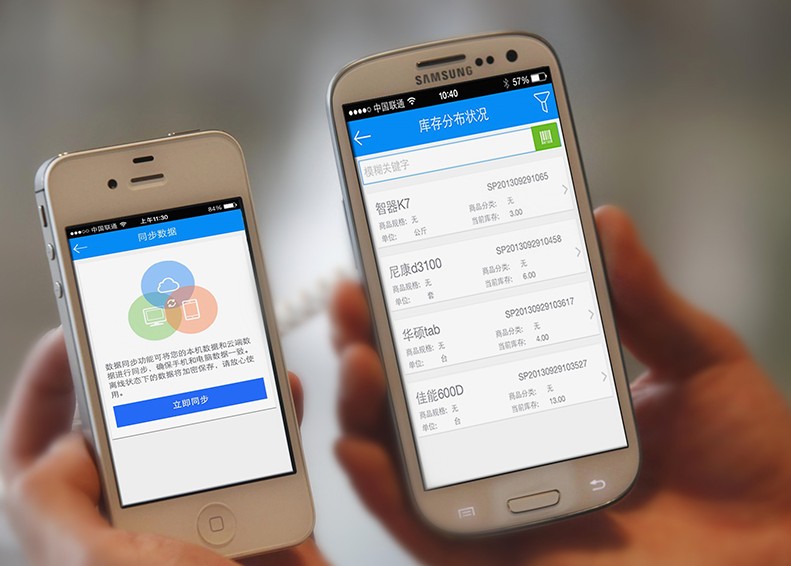 中国联通 上午11:30 84%
同步数据
数据同步功能可将您的本机数据和云端数
据进行同步，确保手机和电脑数据一致。
离线状态下的数据将加密保存，请放心使
用。
立即同步
SAMSUNG
中国联通 10:40 57%
库存分布状况
模糊关键字
智器K7 SP201309291065
商品规格: 无 商品分类: 无
单位: 公斤 当前库存: 3.00
尼康d3100 SP2013092910458
商品规格: 无 商品分类: 无
单位: 套 当前库存: 6.00
华硕tab SP20130929103617
商品规格: 无 商品分类: 无
单位: 台 当前库存: 4.00
佳能600D SP20130929103527
商品规格: 无 商品分类: 无
单位: 台 当前库存: 13.00